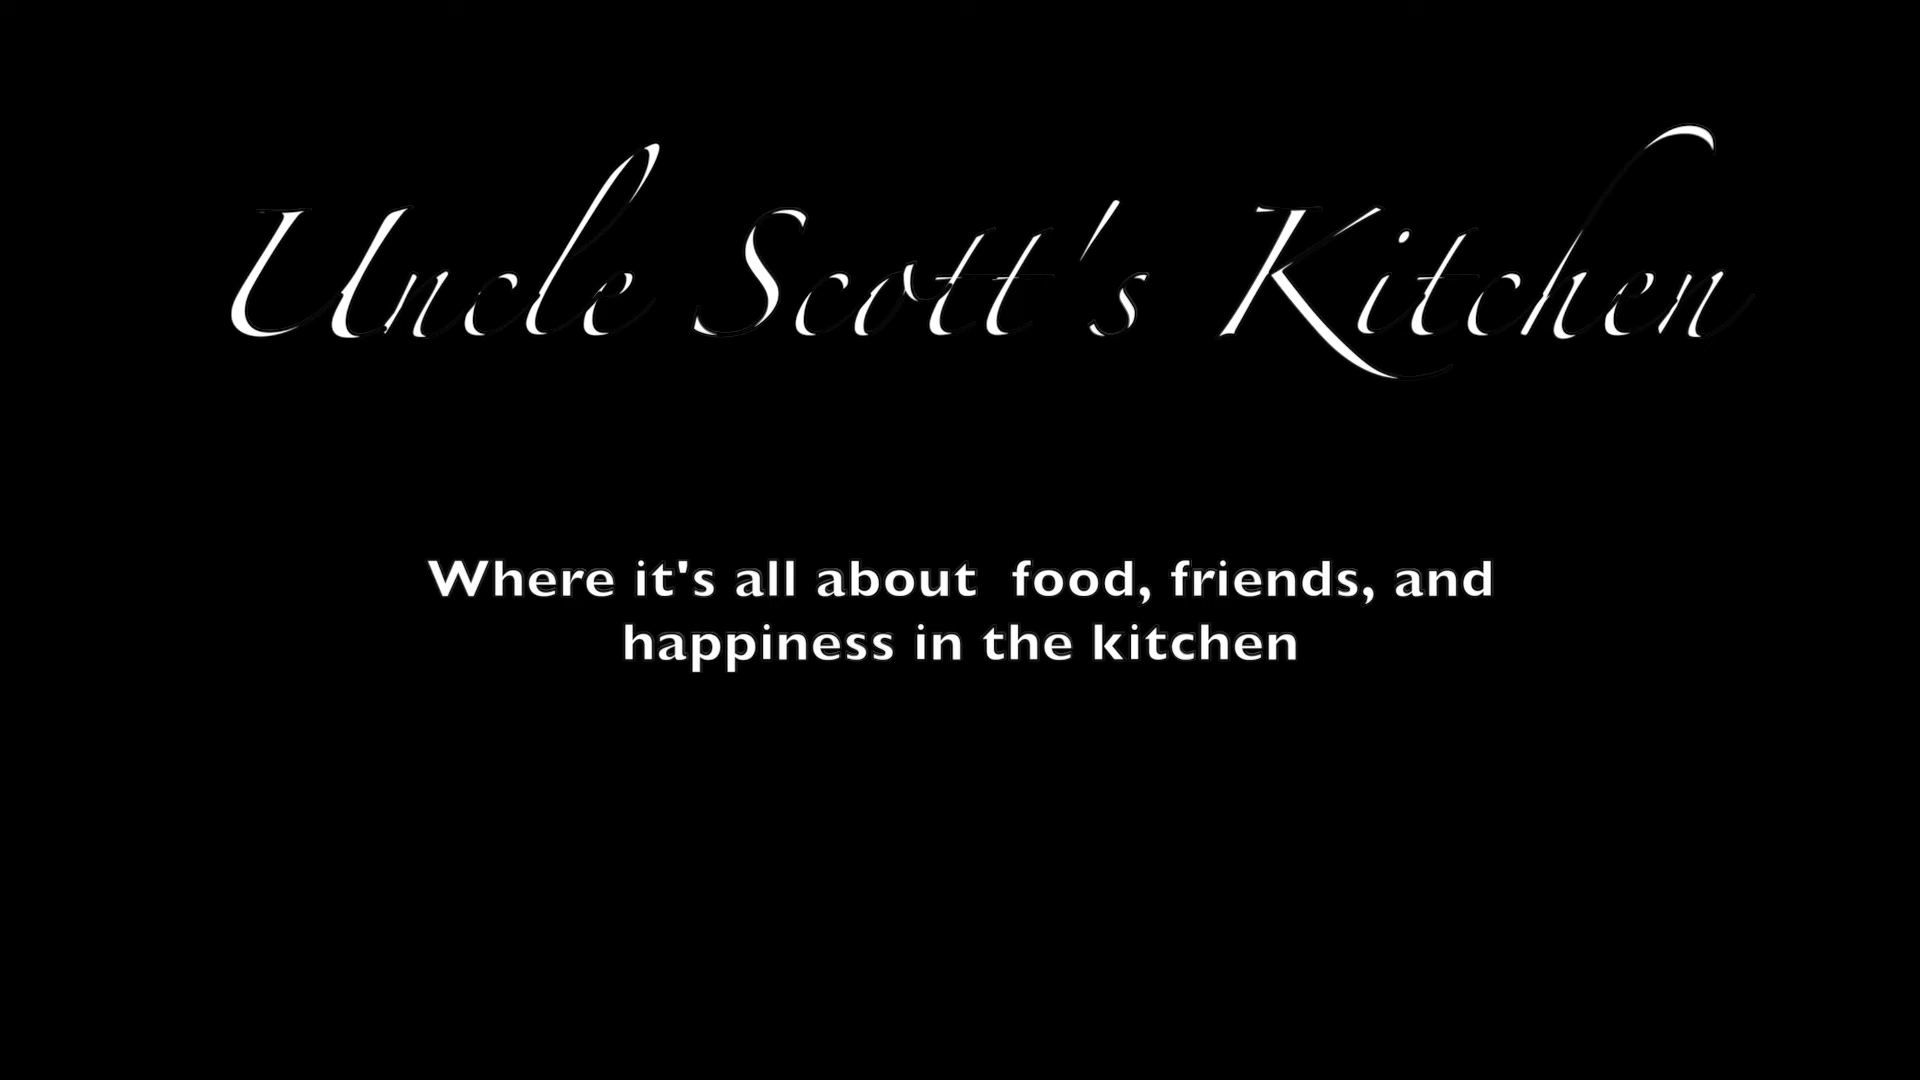 Uncle Scott's Kitchen
Where it's all about  food, friends, and
happiness in the kitchen